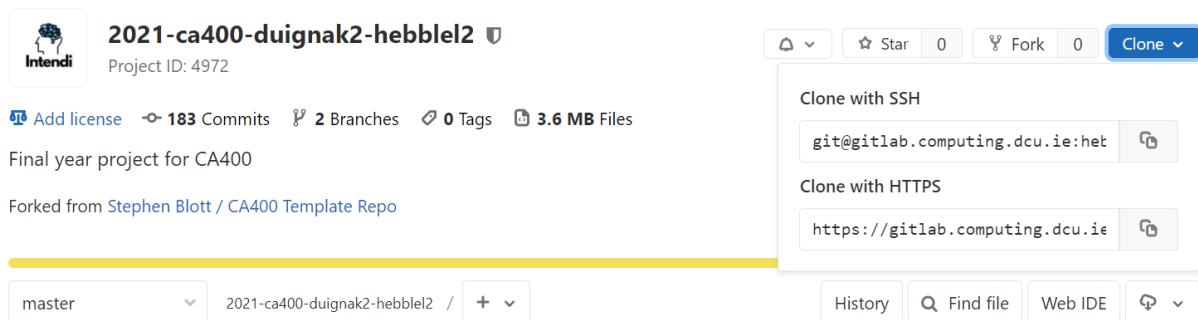 Intendi
2021-ca400-duignak2-hebblel2
Project ID: 4972
Star 0
Fork 0
Clone
Add license
183 Commits
2 Branches
0 Tags
3.6 MB Files
Final year project for CA400
Forked from Stephen Blott / CA400 Template Repo
Clone with SSH
git@gitlab.computing.dcu.ie:heb
Clone with HTTPS
https://gitlab.computing.dcu.ie
master
2021-ca400-duignak2-hebblel2 / +
History
Find file
Web IDE